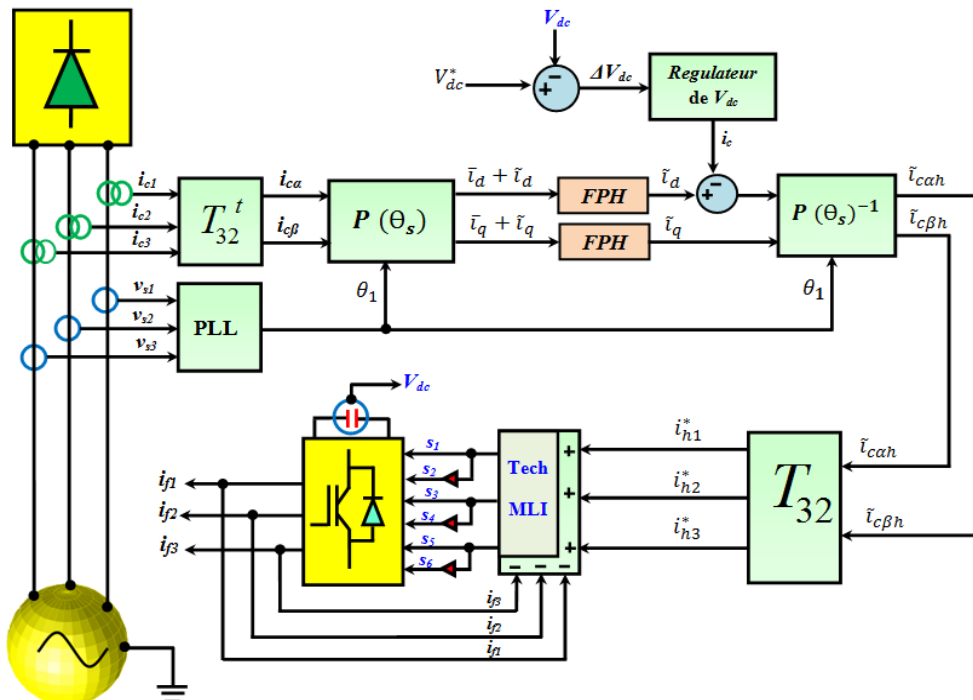 V_dc
V*_dc
+
−
ΔV_dc
Regulateur
de V_dc
i_c
i_c1
i_c2
i_c3
T_32^t
i_cα
i_cβ
P (Θ_s)
ī_d + ĩ_d
ī_q + ĩ_q
FPH
FPH
ĩ_d
ĩ_q
+
−
P (Θ_s)^−1
ĩ_cαh
ĩ_cβh
θ_1
θ_1
v_s1
v_s2
v_s3
PLL
V_dc
i_f1
i_f2
i_f3
s_1
s_2
s_3
s_4
s_5
s_6
Tech
MLI
+
+
+
− − −
i*_h1
i*_h2
i*_h3
T_32
ĩ_cαh
ĩ_cβh
i_f3
i_f2
i_f1